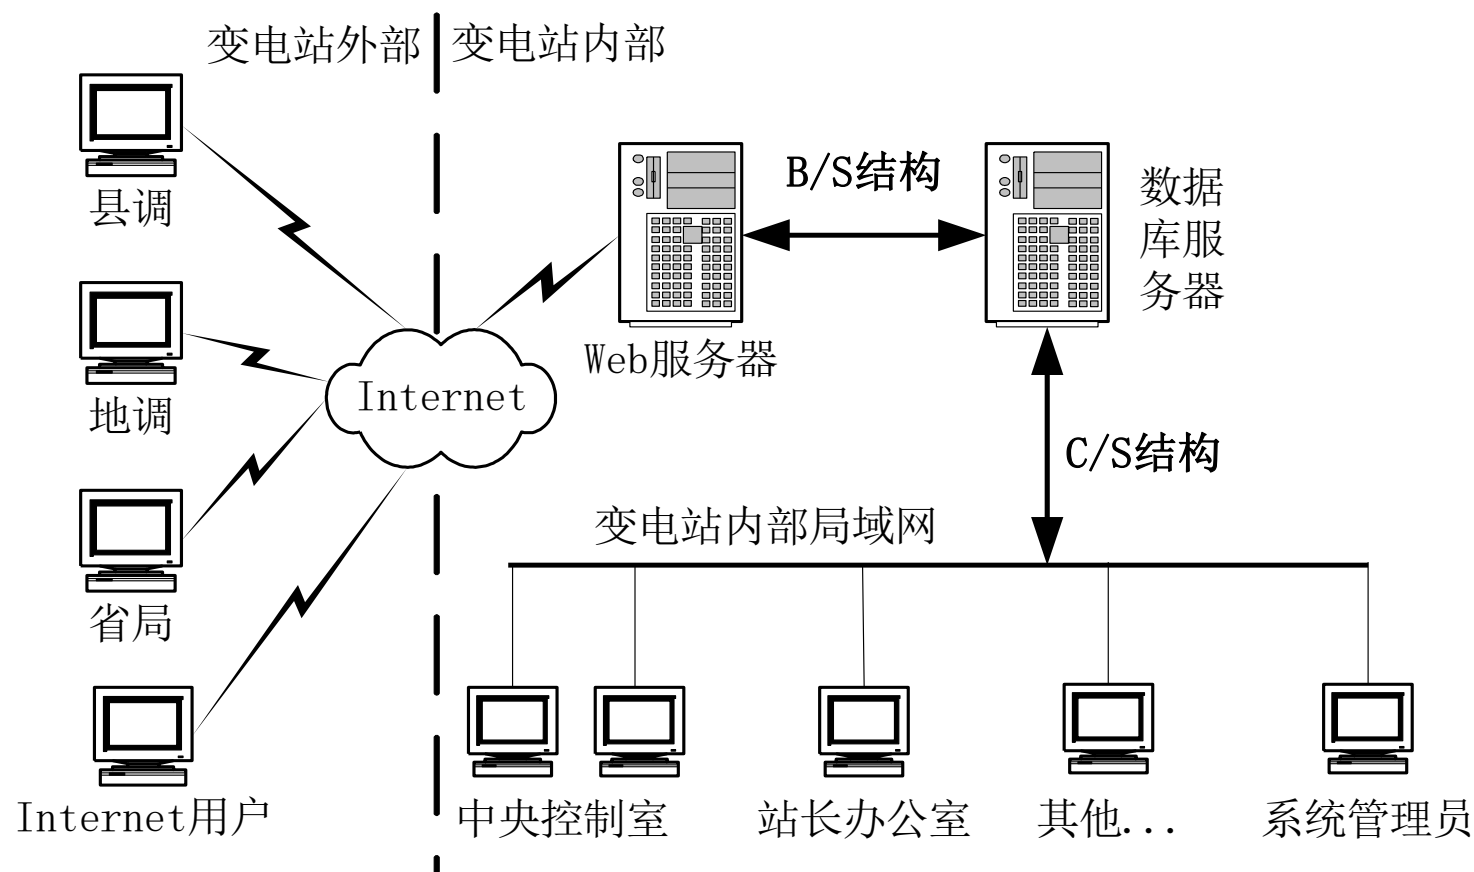 变电站外部
变电站内部
县调
地调
省局
Internet用户
Internet
Web服务器
B/S结构
数据
库服
务器
C/S结构
变电站内部局域网
中央控制室
站长办公室
其他...
系统管理员